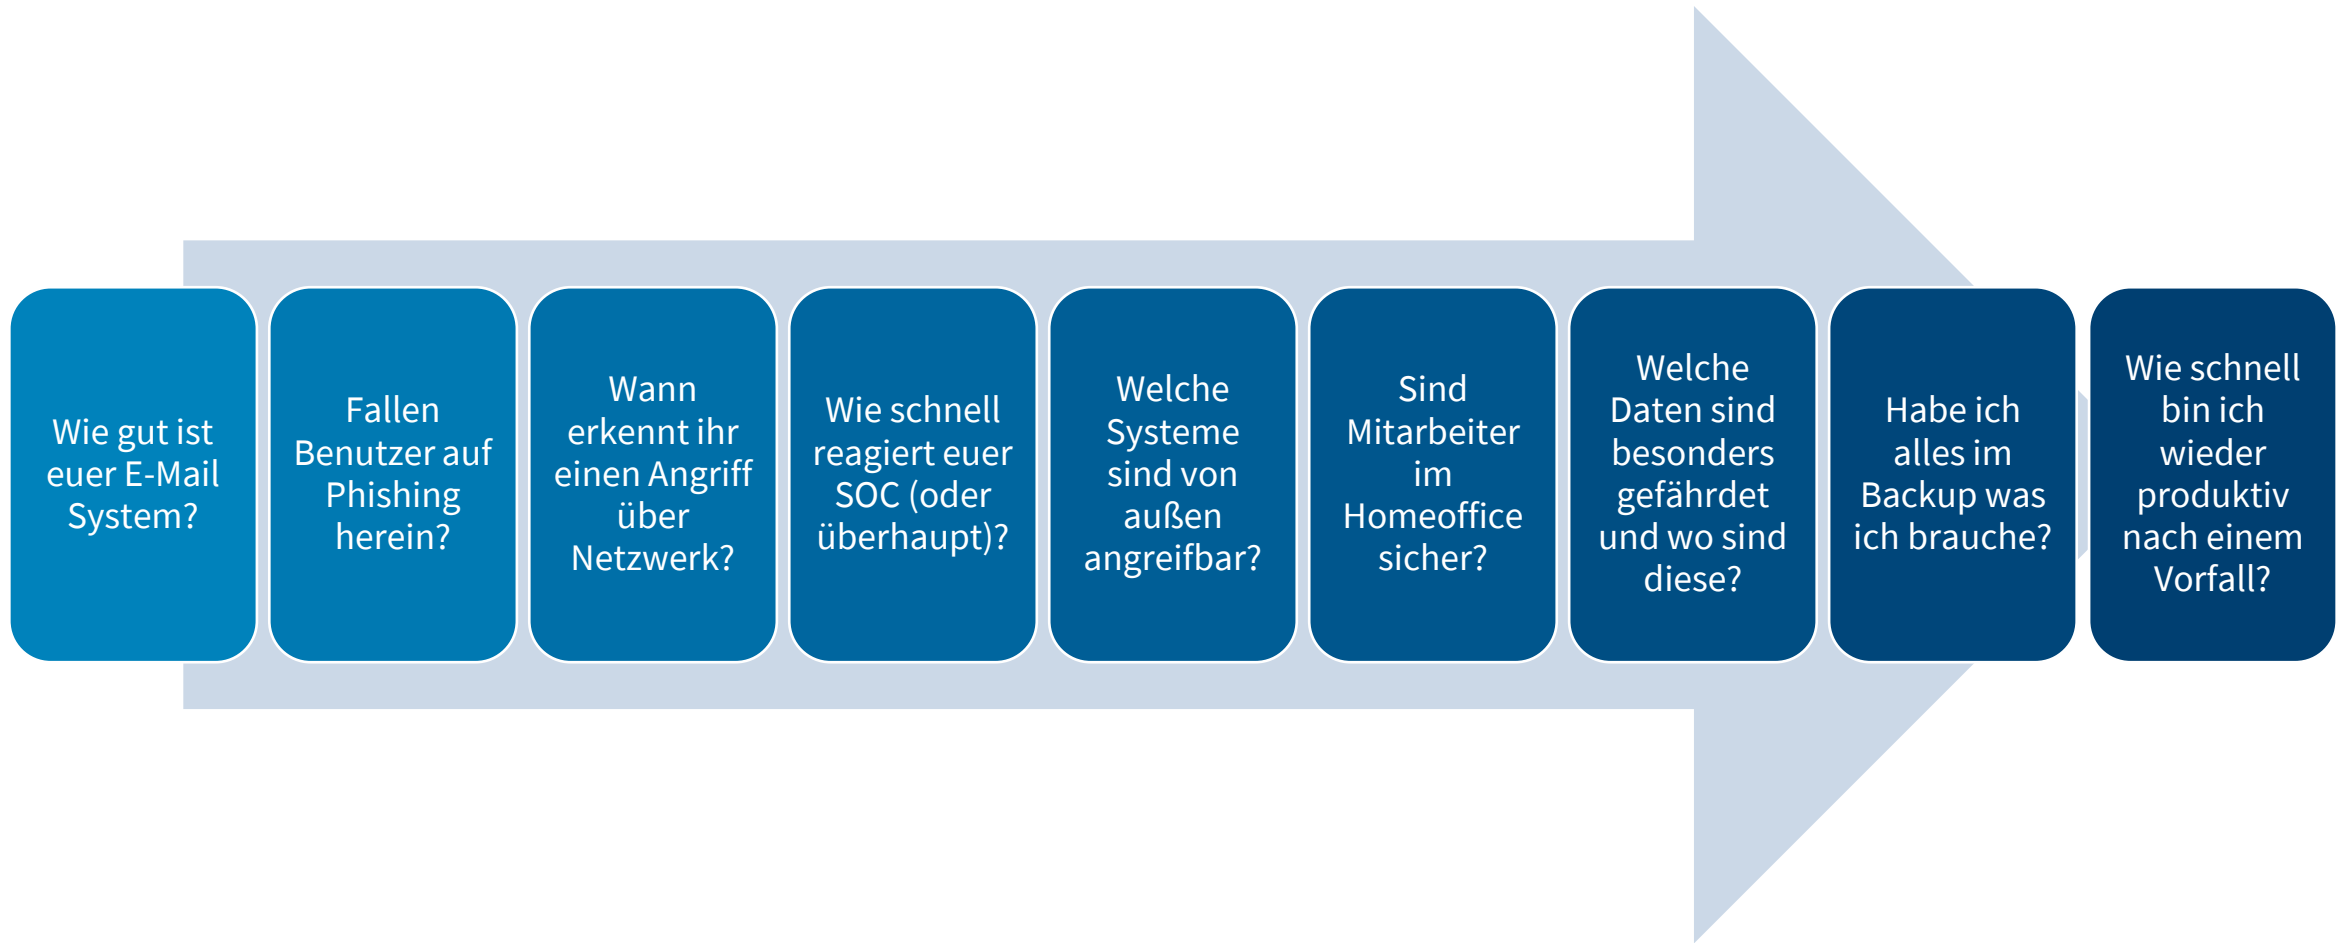 Wie gut ist
euer E-Mail
System?
Fallen
Benutzer auf
Phishing
herein?
Wann
erkennt ihr
einen Angriff
über
Netzwerk?
Wie schnell
reagiert euer
SOC (oder
überhaupt)?
Welche
Systeme
sind von
außen
angreifbar?
Sind
Mitarbeiter
im
Homeoffice
sicher?
Welche
Daten sind
besonders
gefährdet
und wo sind
diese?
Habe ich
alles im
Backup was
ich brauche?
Wie schnell
bin ich
wieder
produktiv
nach einem
Vorfall?